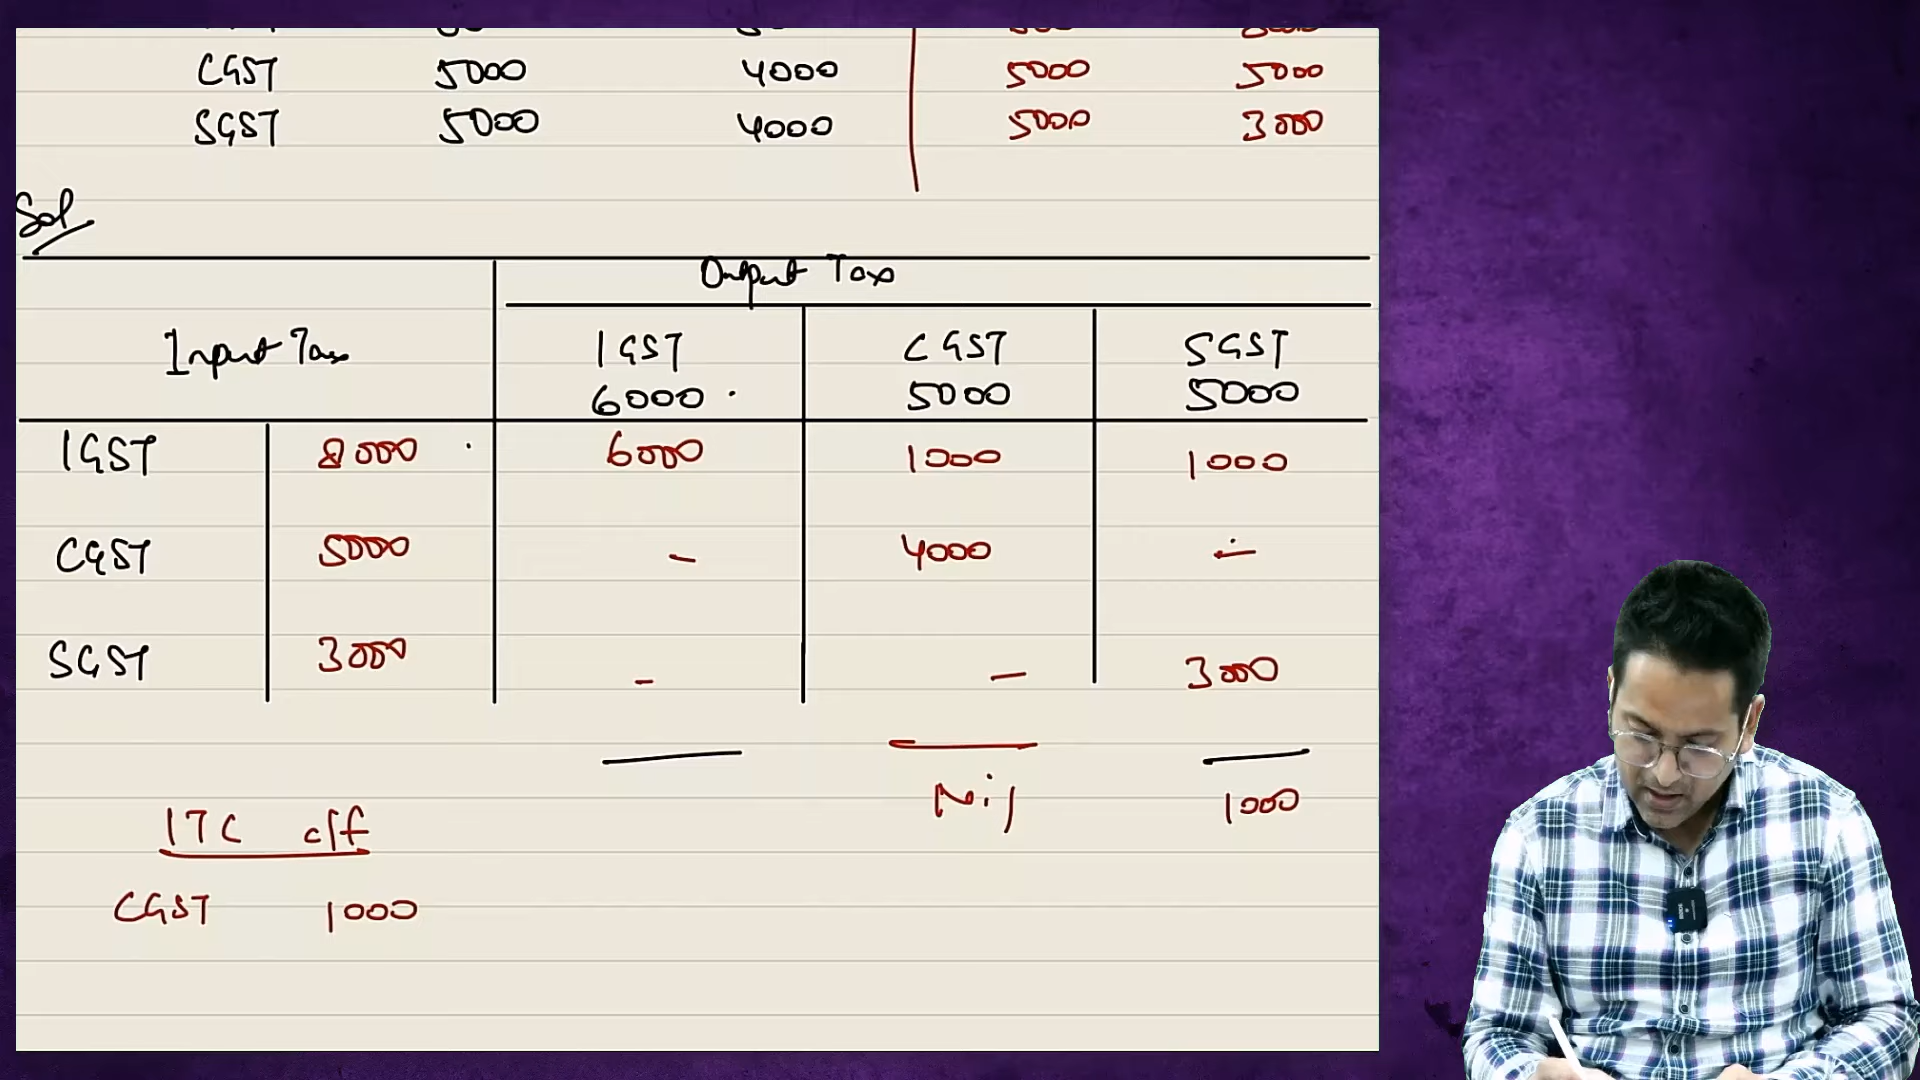 CGST 5000 4000 5000 5000
SGST 5000 4000 5000 3000
Sol
Output Tax
Input Tax IGST CGST SGST
6000 5000 5000
IGST 8000 6000 1000 1000
CGST 5000 - 4000 -
SGST 3000 - - 3000
Nil 1000
ITC c/f
CGST 1000